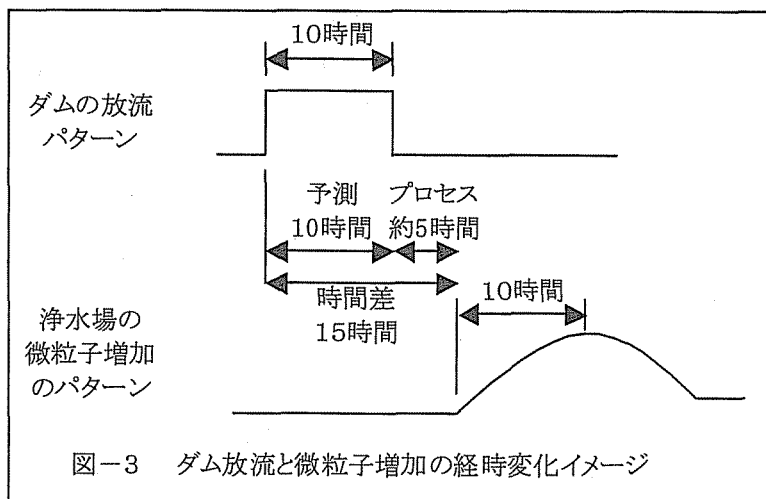 10時間
ダムの放流
パターン
予測 プロセス
10時間 約5時間
時間差
15時間
10時間
浄水場の
微粒子増加
のパターン
図-3 ダム放流と微粒子増加の経時変化イメージ